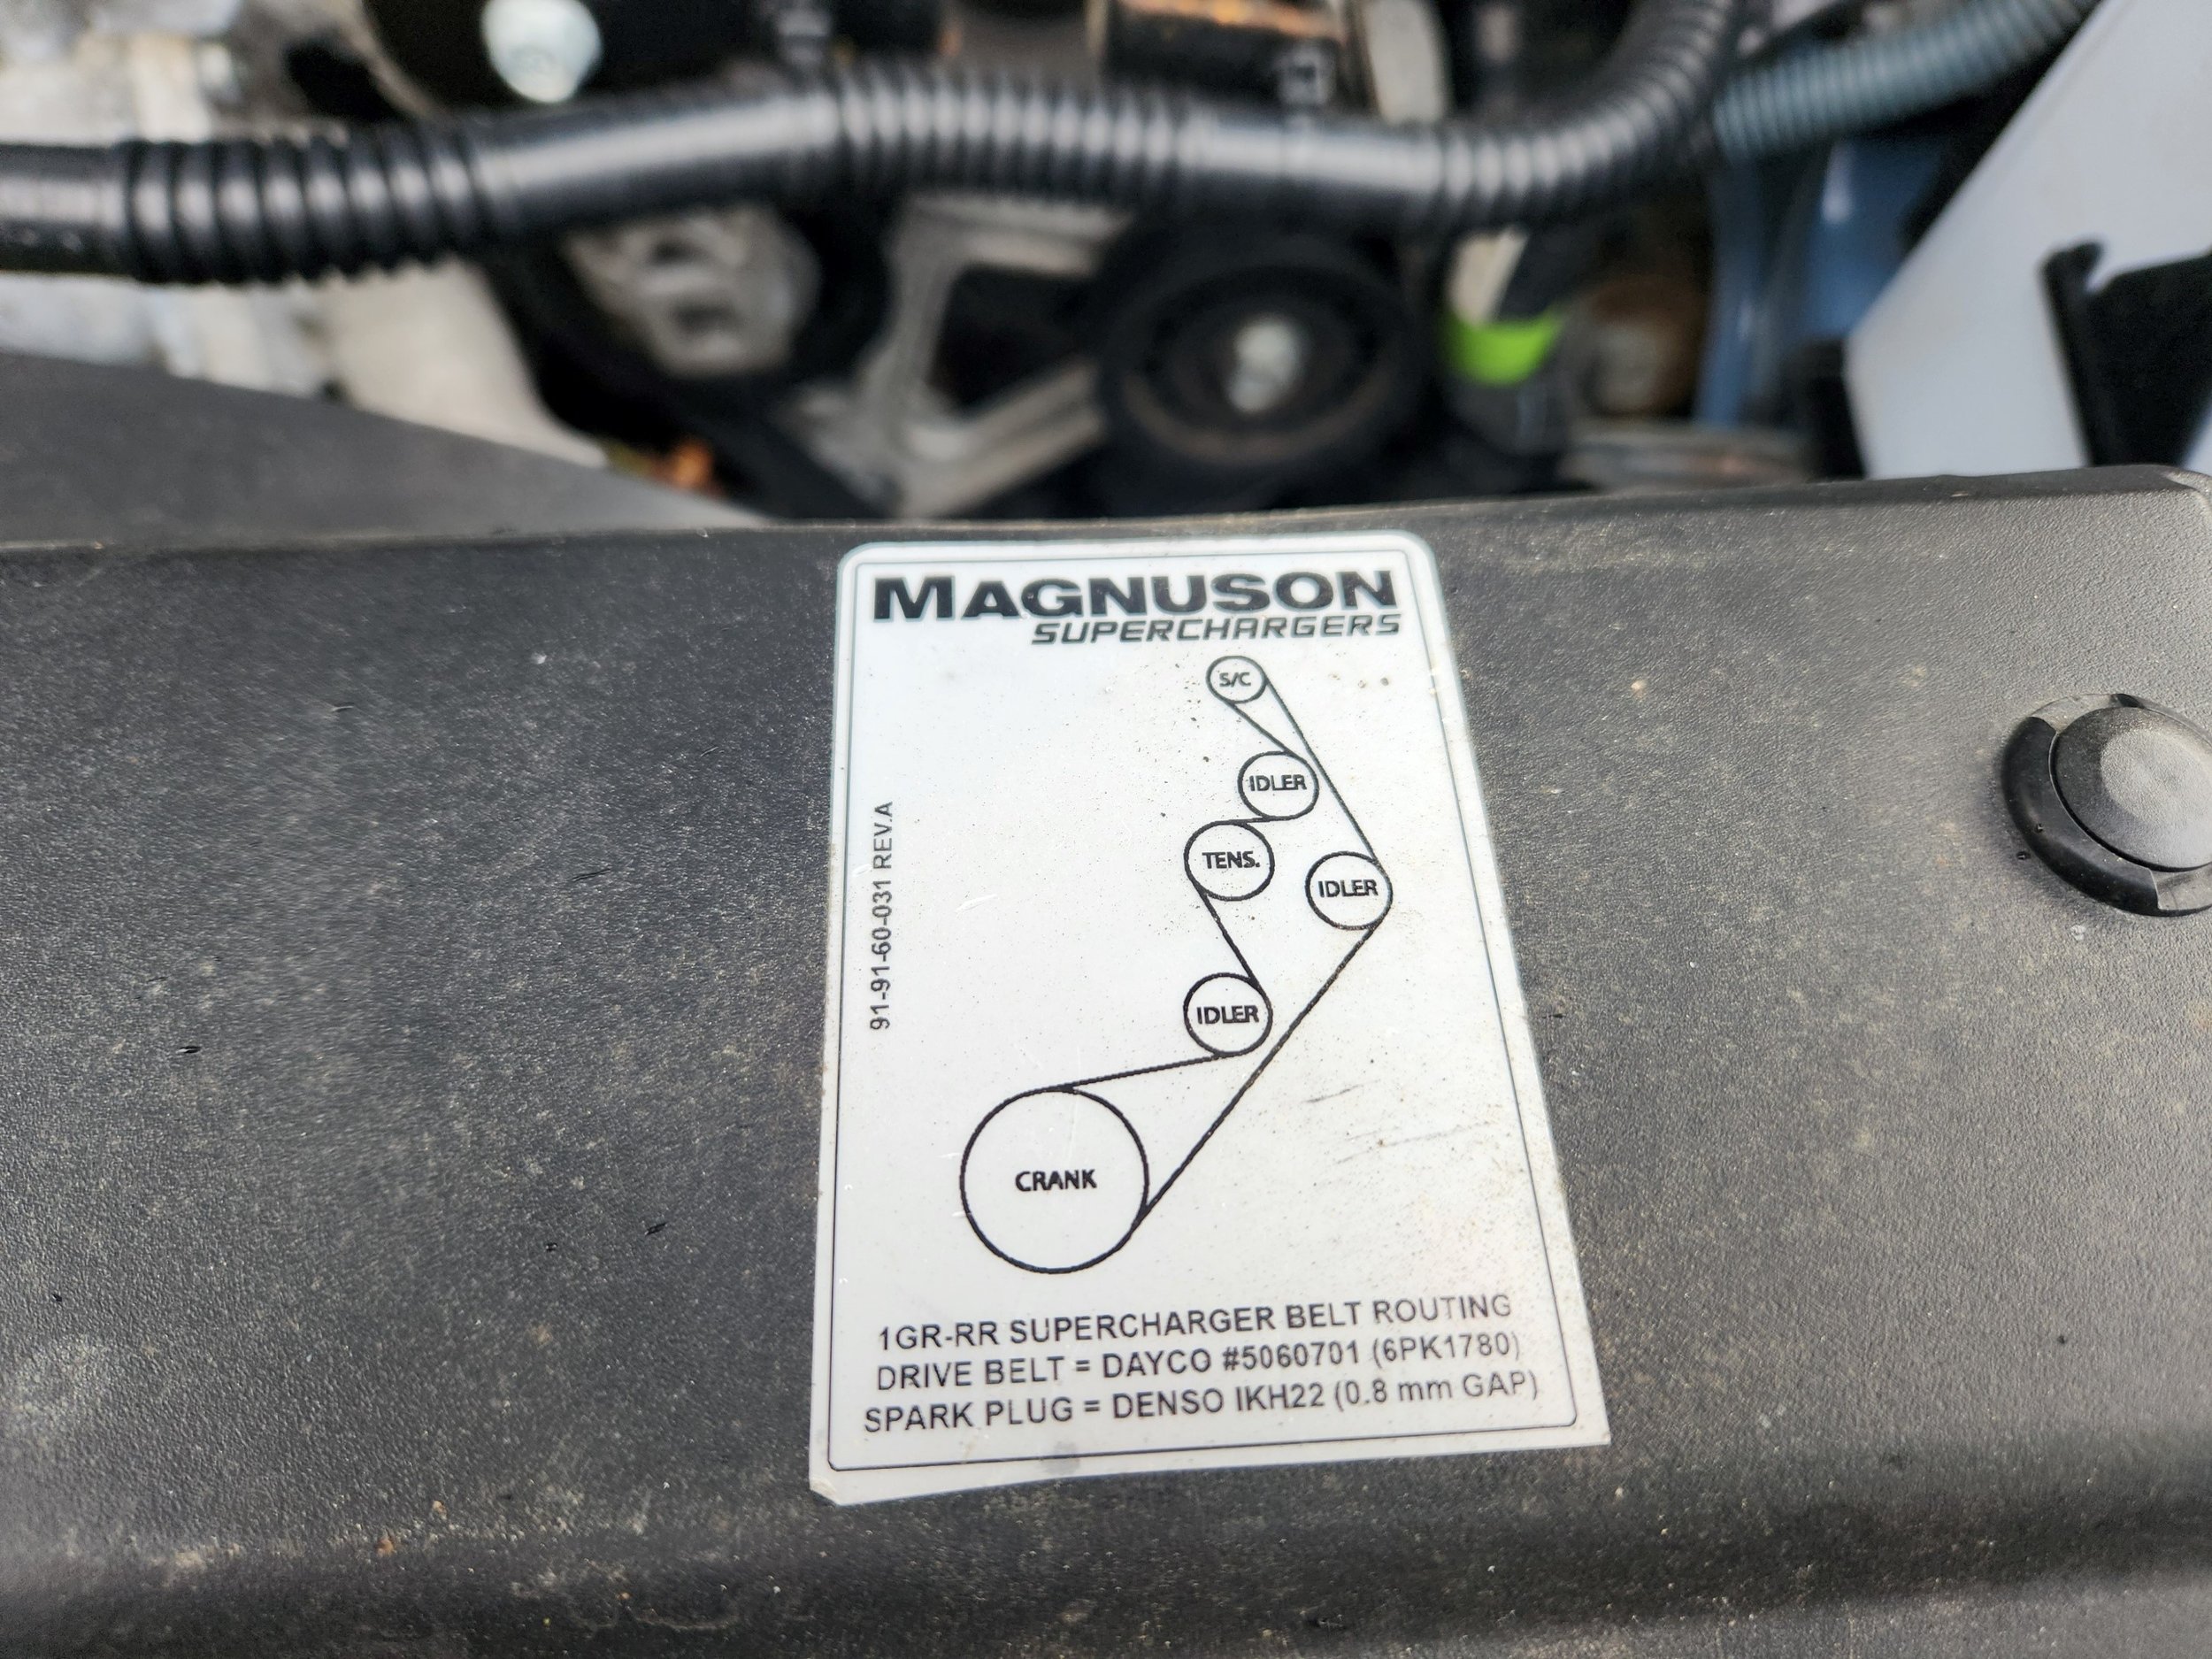 MAGNUSON
SUPERCHARGERS
S/C
IDLER
TENS.
IDLER
IDLER
CRANK
91-91-60-031 REV.A
1GR-RR SUPERCHARGER BELT ROUTING
DRIVE BELT = DAYCO #5060701 (6PK1780)
SPARK PLUG = DENSO IKH22 (0.8 mm GAP)